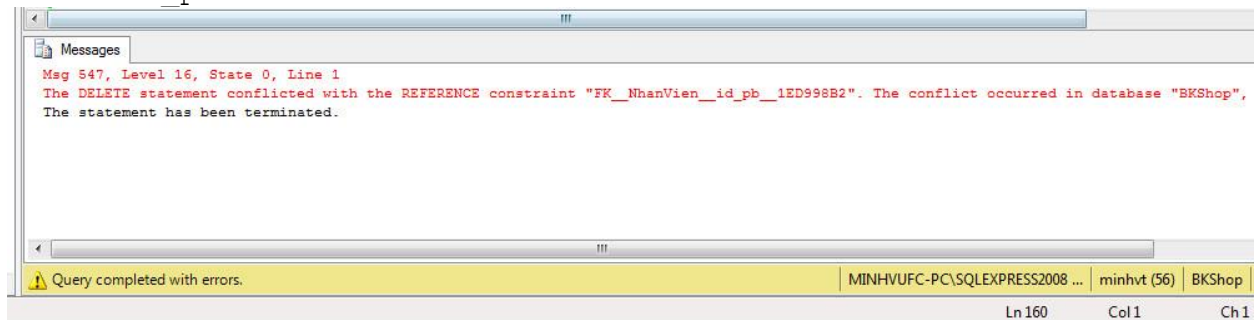 Messages
Msg 547, Level 16, State 0, Line 1
The DELETE statement conflicted with the REFERENCE constraint "FK__NhanVien__id_pb__1ED998B2". The conflict occurred in database "BKShop",
The statement has been terminated.
Query completed with errors.
MINHVUFC-PC\SQLEXPRESS2008 ...
minhvt (56)
BKShop
Ln 160
Col 1
Ch 1